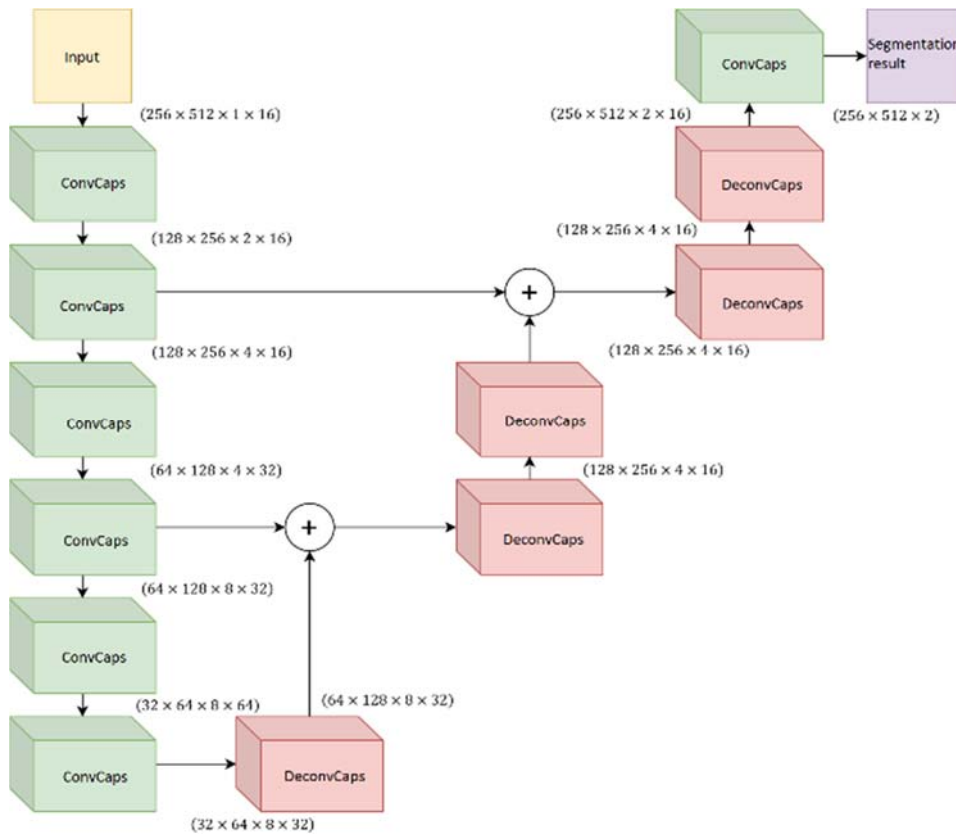 Input
(256 × 512 × 1 × 16)
ConvCaps
(128 × 256 × 2 × 16)
ConvCaps
(128 × 256 × 4 × 16)
ConvCaps
(64 × 128 × 4 × 32)
ConvCaps
(64 × 128 × 8 × 32)
ConvCaps
(32 × 64 × 8 × 64)
ConvCaps
DeconvCaps
(32 × 64 × 8 × 32)
(64 × 128 × 8 × 32)
+
DeconvCaps
(128 × 256 × 4 × 16)
DeconvCaps
+
(128 × 256 × 4 × 16)
DeconvCaps
(128 × 256 × 4 × 16)
DeconvCaps
(256 × 512 × 2 × 16)
ConvCaps
(256 × 512 × 2)
Segmentation
result